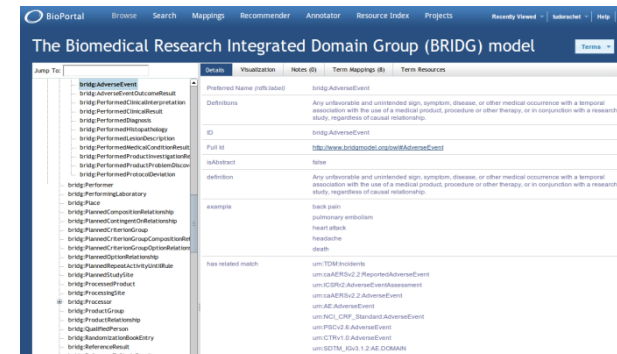 BioPortal Browse Search Mappings Recommender Annotator Resource Index Projects Recently Viewed tudorachel Help
The Biomedical Research Integrated Domain Group (BRIDG) model Terms
Jump To:
Details Visualization Notes (0) Term Mappings (8) Term Resources
bridg:AdverseEvent
bridg:AdverseEventOutcomeResult
bridg:PerformedClinicalInterpretation
bridg:PerformedClinicalResult
bridg:PerformedDiagnosis
bridg:PerformedHistopathology
bridg:PerformedLesionDescription
bridg:PerformedMedicalConditionResult
bridg:PerformedProductInvestigationRe
bridg:PerformedProductProblemDiscov
bridg:PerformedProtocolDeviation
bridg:Performer
bridg:PerformingLaboratory
bridg:Place
bridg:PlannedCompositionRelationship
bridg:PlannedContingentOnRelationship
bridg:PlannedCriterionGroup
bridg:PlannedCriterionGroupCompositionRel
bridg:PlannedCriterionGroupOptionRelation
bridg:PlannedOptionRelationship
bridg:PlannedRepeatActivityUntilRule
bridg:PlannedStudySite
bridg:ProcessedProduct
bridg:ProcessingSite
bridg:Processor
bridg:ProductGroup
bridg:ProductRelationship
bridg:QualifiedPerson
bridg:RandomizationBookEntry
bridg:ReferenceResult
Preferred Name (rdfs:label) bridg:AdverseEvent
Definitions Any unfavorable and unintended sign, symptom, disease, or other medical occurrence with a temporal
association with the use of a medical product, procedure or other therapy, or in conjunction with a research
study, regardless of causal relationship.
ID bridg:AdverseEvent
Full Id http://www.bridgmodel.org/owl#AdverseEvent
isAbstract false
definition Any unfavorable and unintended sign, symptom, disease, or other medical occurrence with a temporal
association with the use of a medical product, procedure or other therapy, or in conjunction with a research
study, regardless of causal relationship.
example back pain
pulmonary embolism
heart attack
headache
death
has related match urn:TDM:Incidents
urn:caAERSv2.2:ReportedAdverseEvent
urn:ICSRr2:AdverseEventAssessment
urn:caAERSv2.2:AdverseEvent
urn:AE:AdverseEvent
urn:NCI_CRF_Standard:AdverseEvent
urn:PSCv2.6:AdverseEvent
urn:CTRv1.0:AdverseEvent
urn:SDTM_IGv3.1.2:AE.DOMAIN